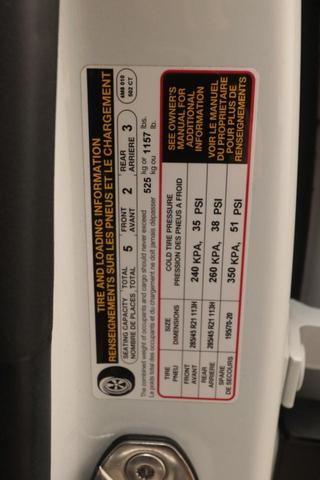 TIRE AND LOADING INFORMATION
RENSEIGNEMENTS SUR LES PNEUS ET LE CHARGEMENT
4M8 010
502 CT
SEATING CAPACITY TOTAL 5 FRONT 2 REAR 3
NOMBRE DE PLACES TOTAL AVANT ARRIERE
The combined weight of occupants and cargo should never exceed 525 kg or 1157 lbs.
Le poids total des occupants et du chargement ne doit jamais dépasser kg ou lb.
TIRE SIZE COLD TIRE PRESSURE
PNEU DIMENSIONS PRESSION DES PNEUS A FROID
FRONT
AVANT 285/45 R21 113H 240 KPA, 35 PSI
REAR
ARRIERE 285/45 R21 113H 260 KPA, 38 PSI
SPARE
DE SECOURS 195/70-20 350 KPA, 51 PSI
SEE OWNER'S
MANUAL FOR
ADDITIONAL
INFORMATION
VOIR LE MANUEL
DU PROPRIETAIRE
POUR PLUS DE
RENSEIGNEMENTS